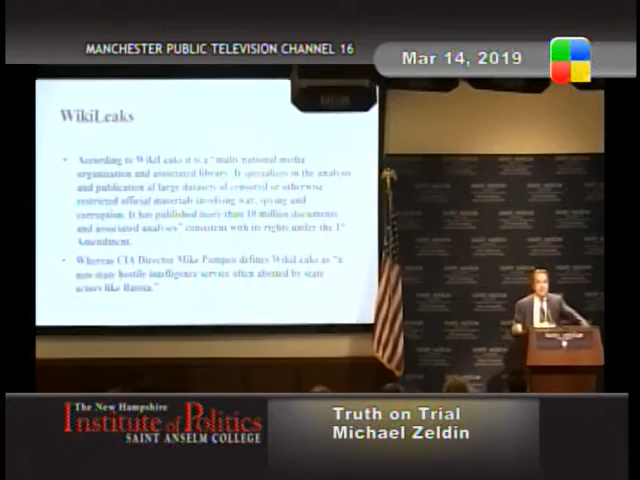 MANCHESTER PUBLIC TELEVISION CHANNEL 16
Mar 14, 2019
WikiLeaks
• According to WikiLeaks it is a "multi-national media
organization and associated library. It specializes in the analysis
and publication of large datasets of censored or otherwise
restricted official materials involving war, spying and
corruption. It has published more than 10 million documents
and associated analyses" consistent with its rights under the 1st
Amendment.
• Whereas CIA Director Mike Pompeo defines WikiLeaks as "a
non-state hostile intelligence service often abetted by state
actors like Russia."
The New Hampshire
Institute of Politics
SAINT ANSELM COLLEGE
Truth on Trial
Michael Zeldin